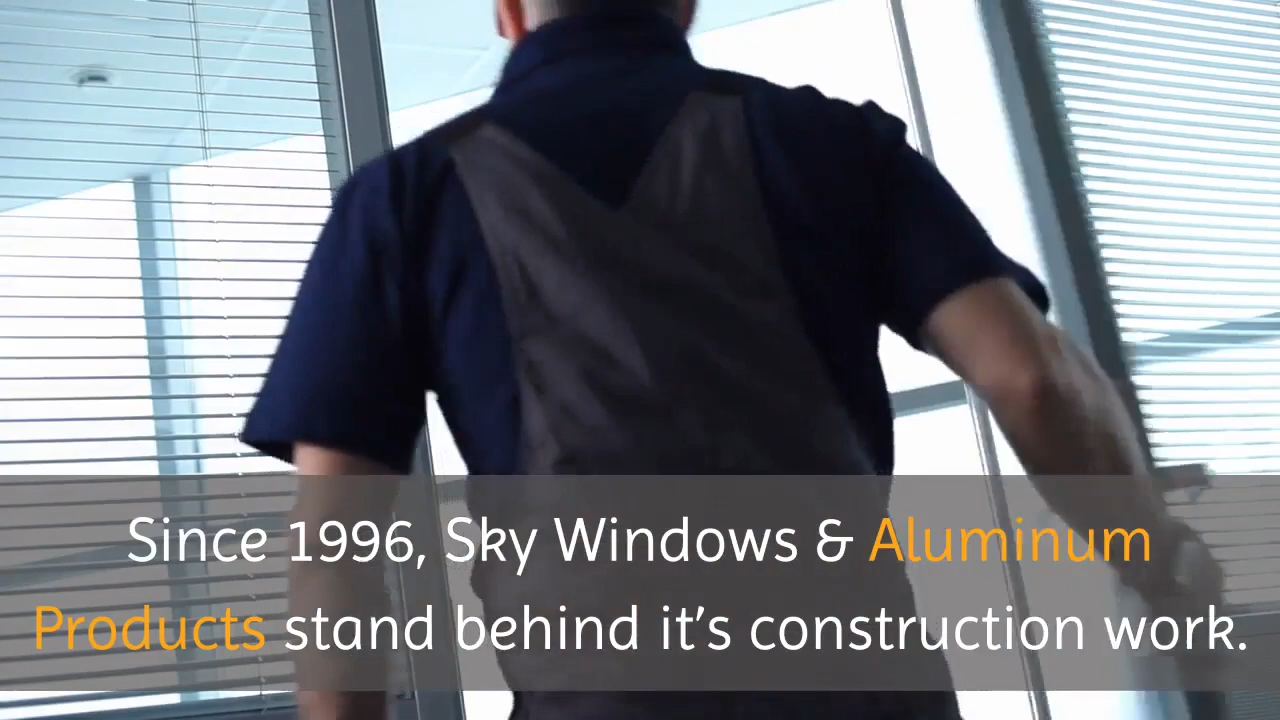 Since 1996, Sky Windows & Aluminum
Products stand behind it’s construction work.